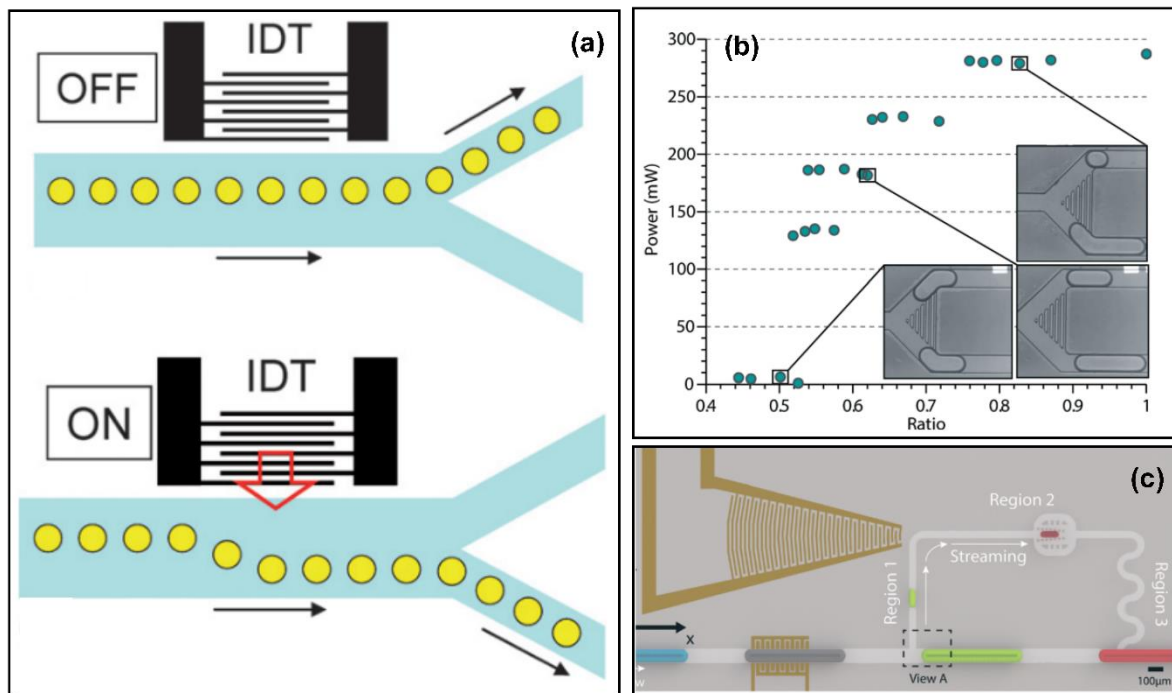 (a)
IDT
OFF
IDT
ON
(b)
300
250
200
150
100
50
0
Power (mW)
0.4 0.5 0.6 0.7 0.8 0.9 1
Ratio
(c)
Region 2
Streaming
Region 1
Region 3
x
w
View A
100µm